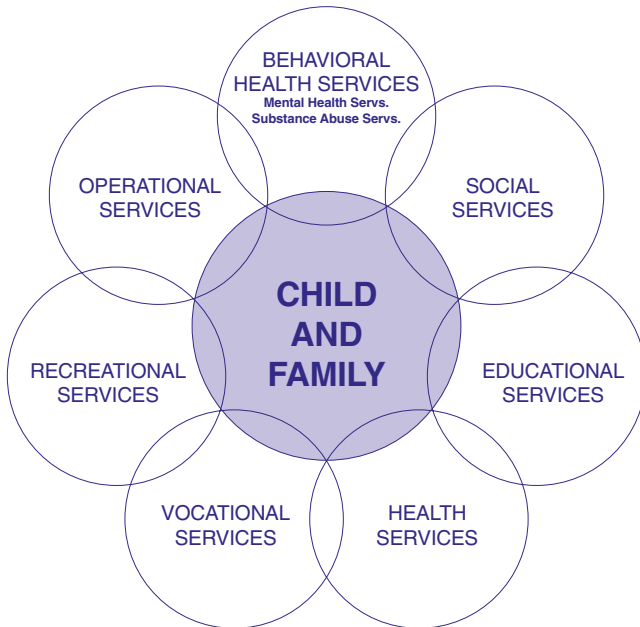 BEHAVIORAL
HEALTH SERVICES
Mental Health Servs.
Substance Abuse Servs.
OPERATIONAL
SERVICES
SOCIAL
SERVICES
CHILD
AND
FAMILY
RECREATIONAL
SERVICES
EDUCATIONAL
SERVICES
VOCATIONAL
SERVICES
HEALTH
SERVICES